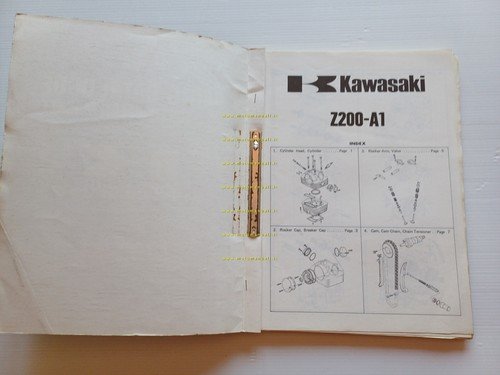 Kawasaki
Z200-A1
INDEX
1. Cylinder Head, Cylinder Page 1
2. Rocker Arm, Valve Page 5
3. Rocker Cap, Breaker Cap Page 3
4. Cam, Cam Chain, Chain Tensioner Page 7